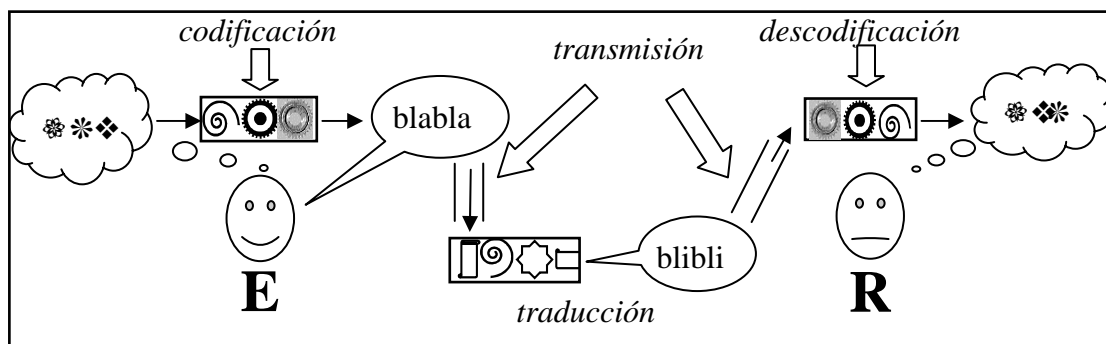 codificación
transmisión
descodificación
blabla
blibli
traducción
E
R